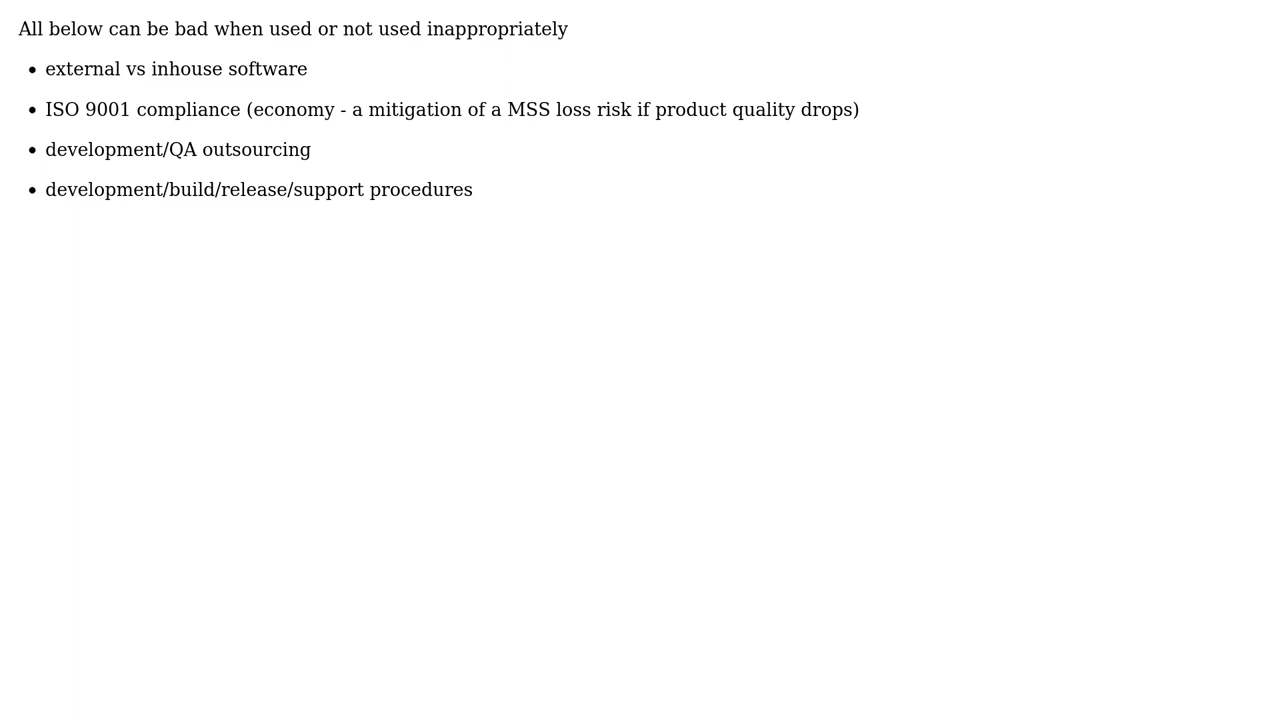 All below can be bad when used or not used inappropriately
• external vs inhouse software
• ISO 9001 compliance (economy - a mitigation of a MSS loss risk if product quality drops)
• development/QA outsourcing
• development/build/release/support procedures